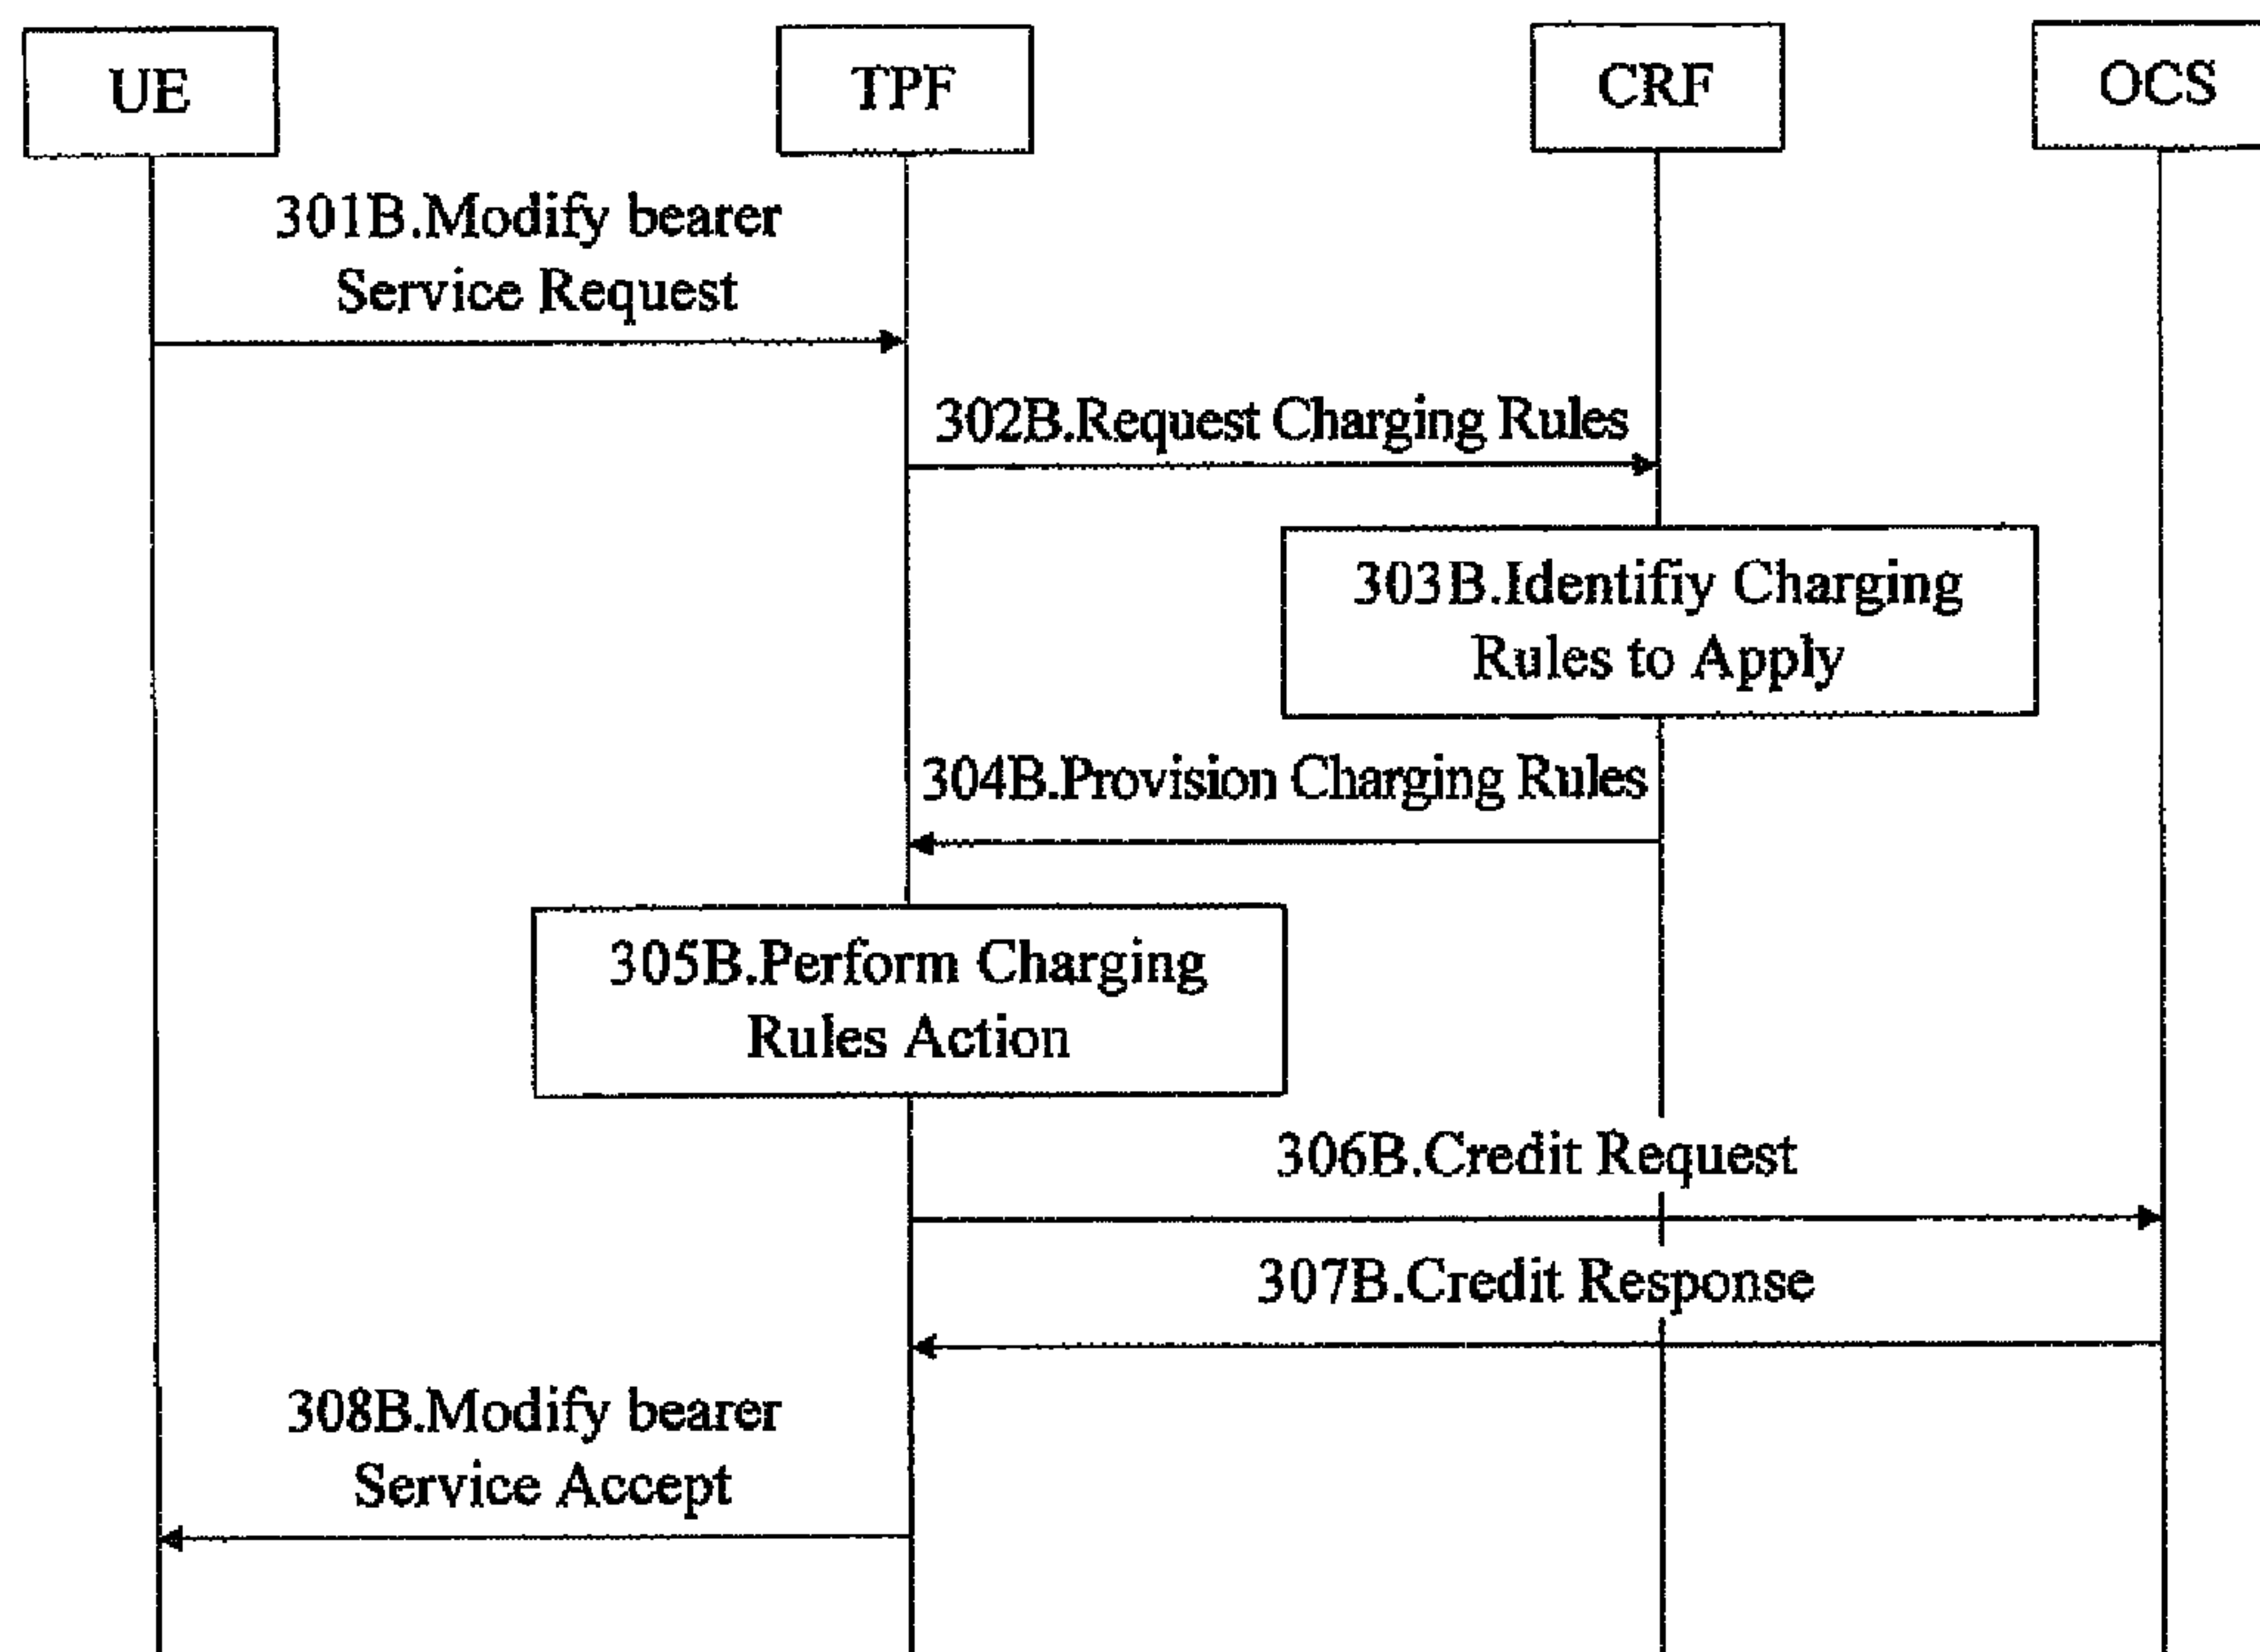 UE
TPF
CRF
OCS
301B.Modify bearer
Service Request
302B.Request Charging Rules
303B.Identifiy Charging
Rules to Apply
304B.Provision Charging Rules
305B.Perform Charging
Rules Action
306B.Credit Request
307B.Credit Response
308B.Modify bearer
Service Accept